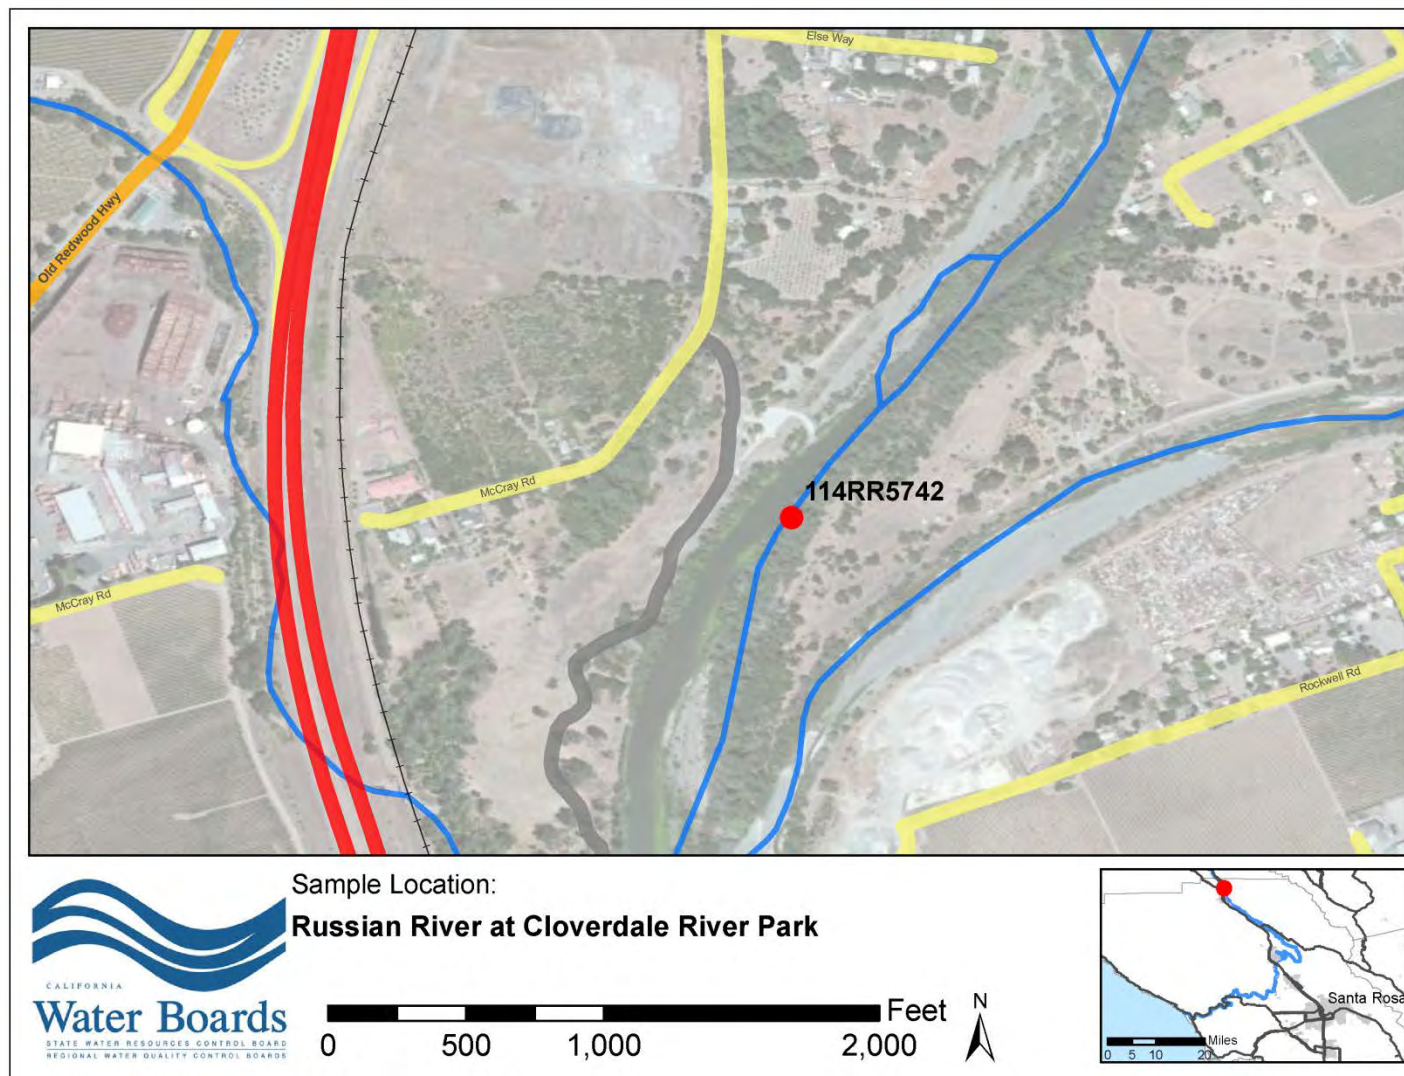 Else Way
Old Redwood Hwy
114RR5742
McCray Rd
McCray Rd
Rockwell Rd
Sample Location:
Russian River at Cloverdale River Park
CALIFORNIA
Water Boards
STATE WATER RESOURCES CONTROL BOARD
REGIONAL WATER QUALITY CONTROL BOARDS
Feet
0 500 1,000 2,000
N
Santa Rosa
Miles
0 5 10 20